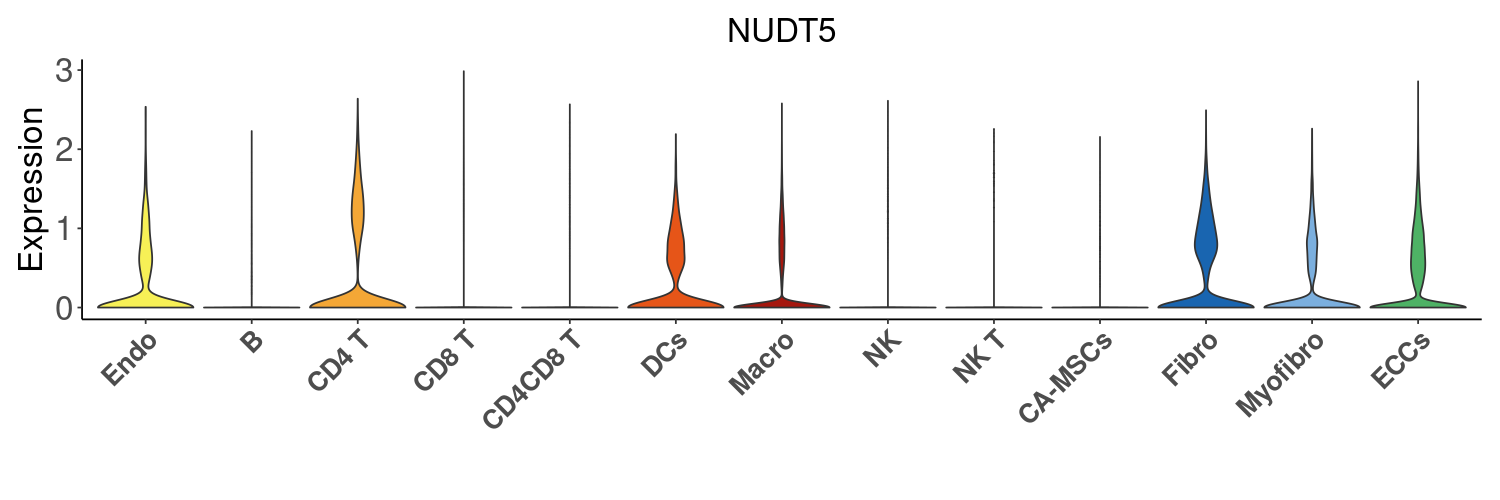 NUDT5
Expression
3
2
1
0
Endo
B
CD4 T
CD8 T
CD4CD8 T
DCs
Macro
NK
NK T
CA-MSCs
Fibro
Myofibro
ECCs